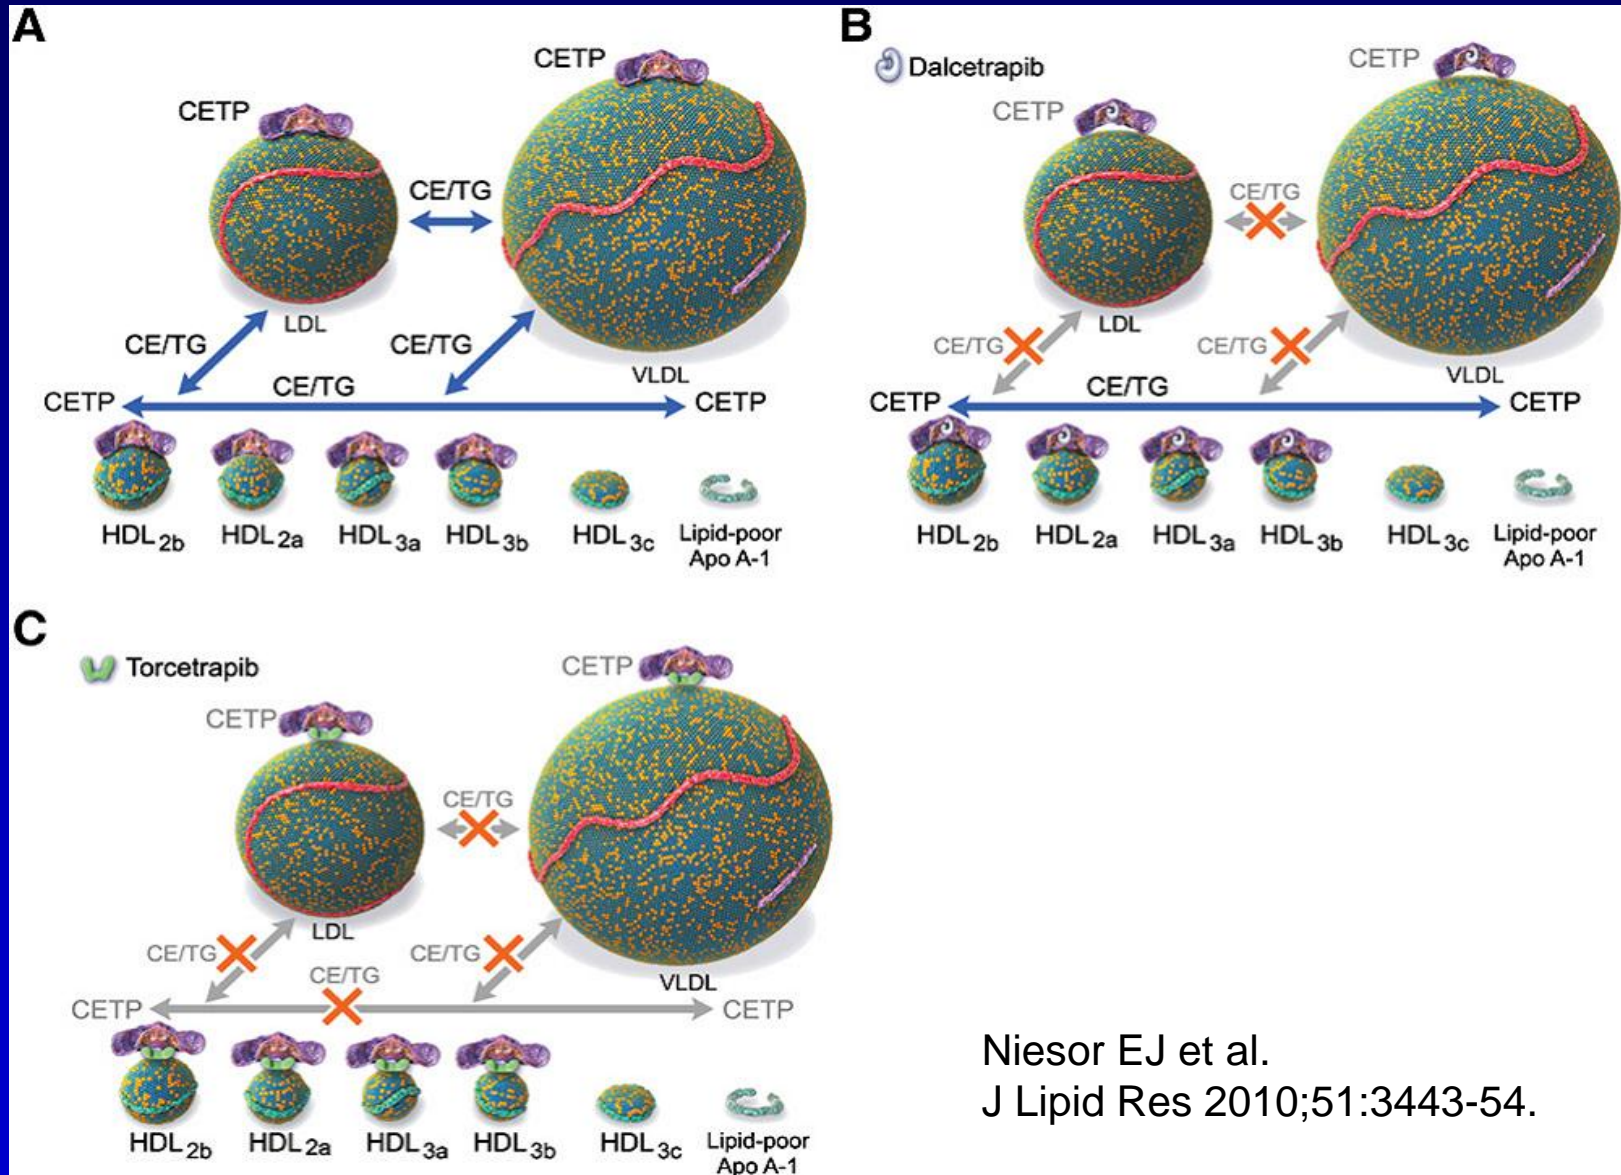 A
CETP
CETP
CE/TG
LDL
CE/TG
CE/TG
VLDL
CETP
CE/TG
CETP
HDL2b
HDL2a
HDL3a
HDL3b
HDL3c
Lipid-poor
Apo A-1
B
Dalcetrapib
CETP
CETP
CE/TG
LDL
CE/TG
CE/TG
VLDL
CETP
CE/TG
CETP
HDL2b
HDL2a
HDL3a
HDL3b
HDL3c
Lipid-poor
Apo A-1
C
Torcetrapib
CETP
CETP
CE/TG
LDL
CE/TG
CE/TG
CE/TG
VLDL
CETP
CETP
HDL2b
HDL2a
HDL3a
HDL3b
HDL3c
Lipid-poor
Apo A-1
Niesor EJ et al.
J Lipid Res 2010;51:3443-54.